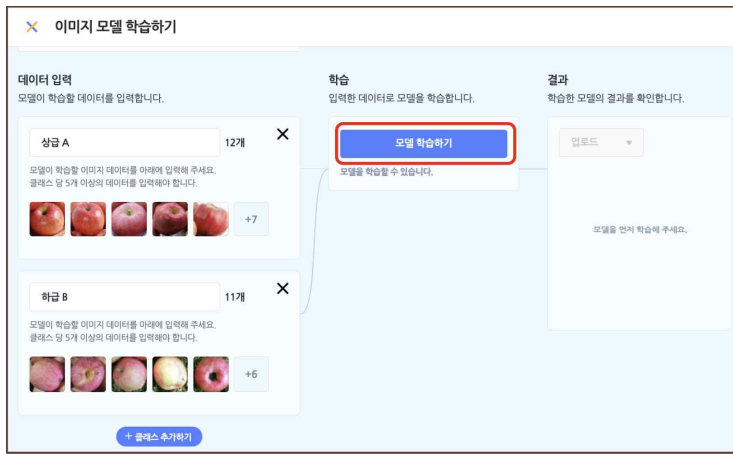 이미지 모델 학습하기
데이터 입력
모델이 학습할 데이터를 입력합니다.
상급 A
12개
모델이 학습할 이미지 데이터를 아래에 입력해 주세요.
클래스 당 5개 이상의 데이터를 입력해야 합니다.
+7
하급 B
11개
모델이 학습할 이미지 데이터를 아래에 입력해 주세요.
클래스 당 5개 이상의 데이터를 입력해야 합니다.
+6
+ 클래스 추가하기
학습
입력한 데이터로 모델을 학습합니다.
모델 학습하기
모델을 학습할 수 있습니다.
결과
학습한 모델의 결과를 확인합니다.
업로드
모델을 먼저 학습해 주세요.